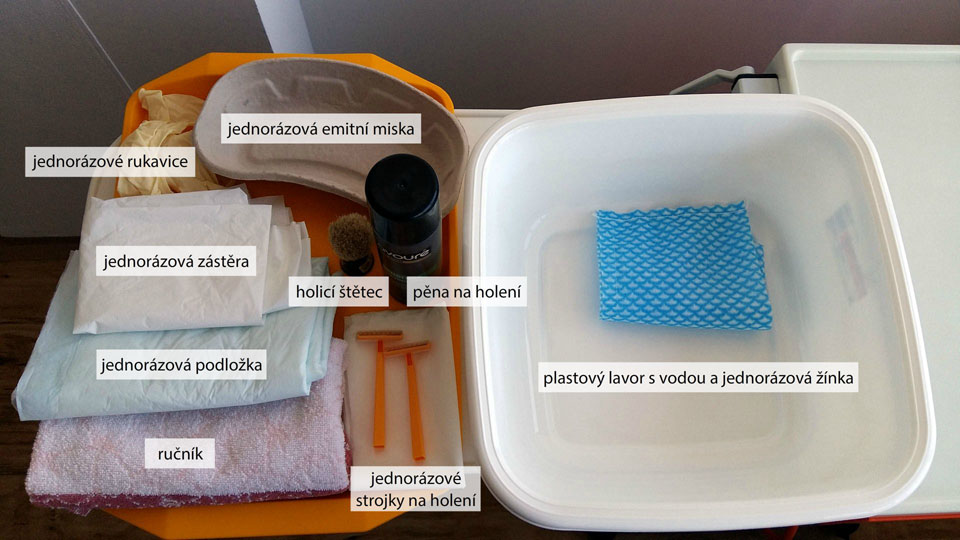 jednorázová emitní miska
jednorázové rukavice
jednorázová zástěra
holicí štětec
pěna na holení
jednorázová podložka
plastový lavor s vodou a jednorázová žínka
ručník
jednorázové
strojky na holení